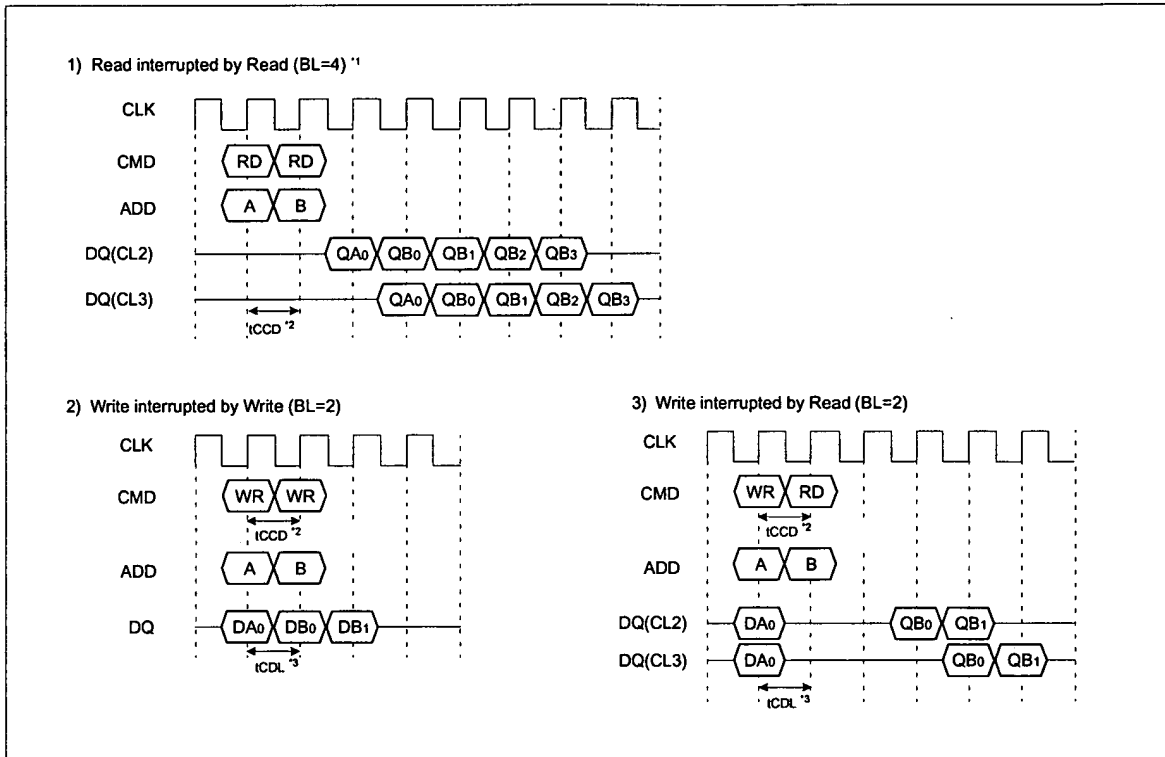 1) Read interrupted by Read (BL=4) *1
CLK
CMD RD RD
ADD A B
DQ(CL2) QA0 QB0 QB1 QB2 QB3
DQ(CL3) QA0 QB0 QB1 QB2 QB3
tCCD *2
2) Write interrupted by Write (BL=2)
CLK
CMD WR WR
tCCD *2
ADD A B
DQ DA0 DB0 DB1
tCDL *3
3) Write interrupted by Read (BL=2)
CLK
CMD WR RD
tCCD *2
ADD A B
DQ(CL2) DA0 QB0 QB1
DQ(CL3) DA0 QB0 QB1
tCDL *3